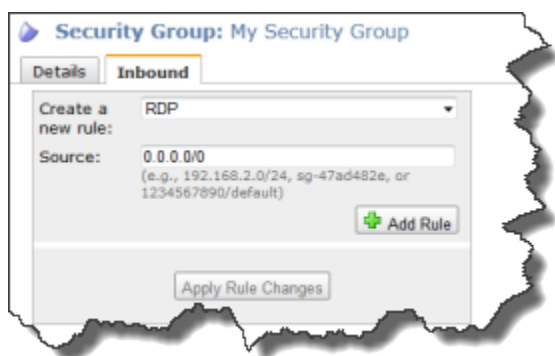 Security Group: My Security Group
Details Inbound
Create a new rule: RDP
Source: 0.0.0.0/0
(e.g., 192.168.2.0/24, sg-47ad482e, or
1234567890/default)
Add Rule
Apply Rule Changes